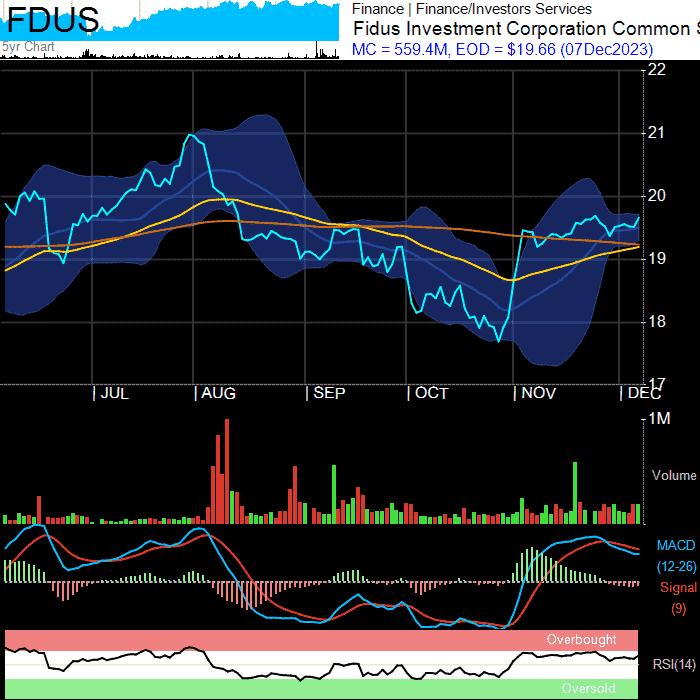 FDUS
5yr Chart
Finance | Finance/Investors Services
Fidus Investment Corporation Common S
MC = 559.4M, EOD = $19.66 (07Dec2023)
22
21
20
19
18
17
JUL
AUG
SEP
OCT
NOV
DEC
1M
Volume
MACD
(12-26)
Signal
(9)
Overbought
RSI(14)
Oversold